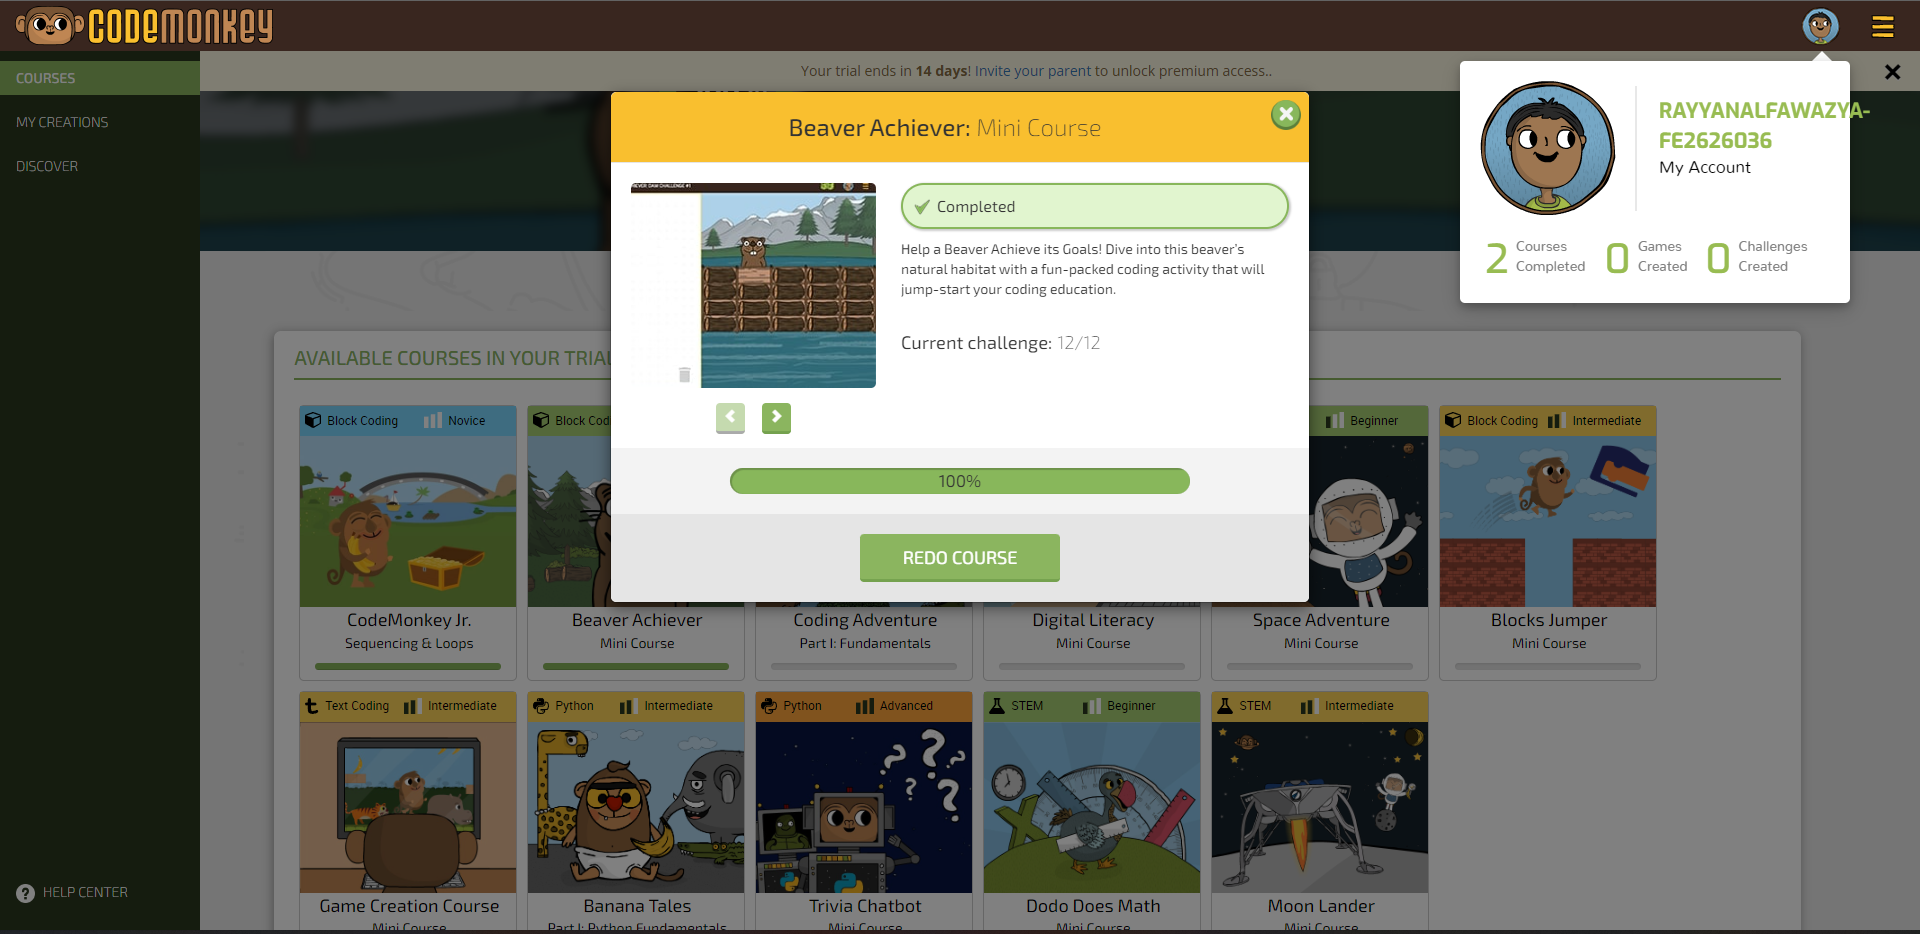 CODEMONKEY
COURSES
MY CREATIONS
DISCOVER
HELP CENTER
Your trial ends in 14 days! Invite your parent to unlock premium access..
RAYYANALFAWAZYA-
FE2626036
My Account
2 Courses Completed
0 Games Created
0 Challenges Created
Beaver Achiever: Mini Course
Completed
Help a Beaver Achieve its Goals! Dive into this beaver's
natural habitat with a fun-packed coding activity that will
jump-start your coding education.
Current challenge: 12/12
100%
REDO COURSE
AVAILABLE COURSES IN YOUR TRIAL
Block Coding Novice
CodeMonkey Jr.
Sequencing & Loops
Block Cod
Beaver Achiever
Mini Course
Coding Adventure
Part I: Fundamentals
Digital Literacy
Mini Course
Beginner
Space Adventure
Mini Course
Block Coding Intermediate
Blocks Jumper
Mini Course
Text Coding Intermediate
Game Creation Course
Mini Course
Python Intermediate
Banana Tales
Part I: Python Fundamentals
Python Advanced
Trivia Chatbot
Mini Course
STEM Beginner
Dodo Does Math
Mini Course
STEM Intermediate
Moon Lander
Mini Course